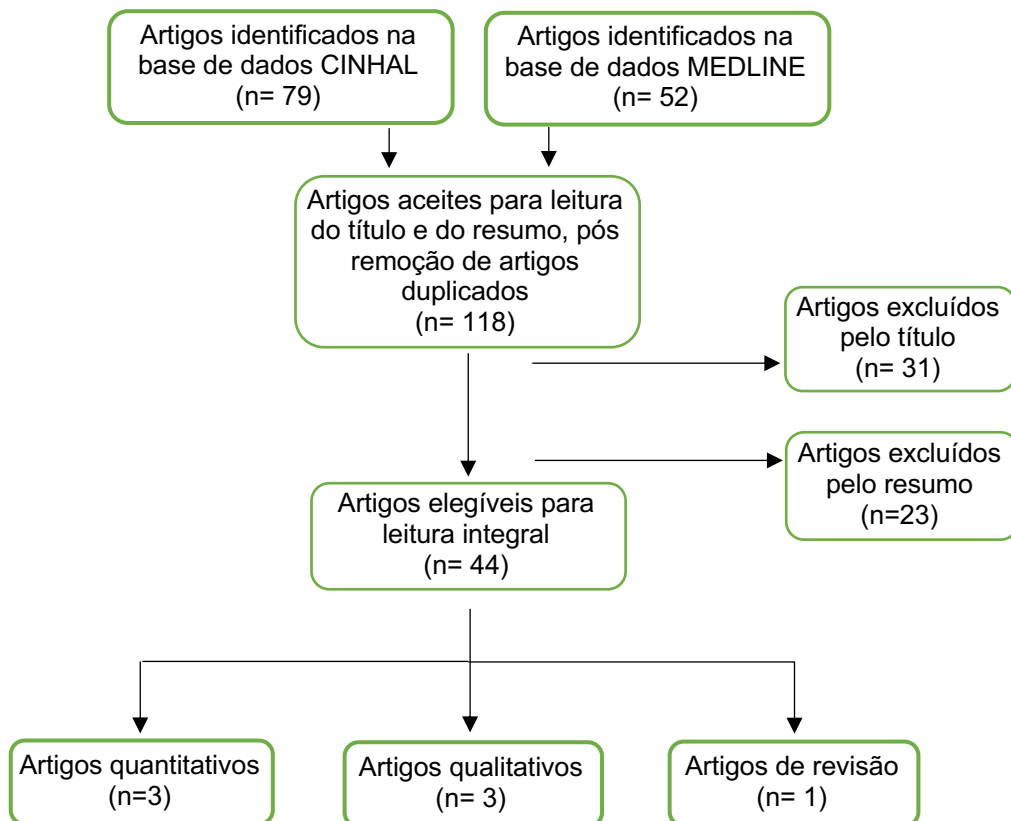 Artigos identificados na
base de dados CINHAL
(n= 79)
Artigos identificados na
base de dados MEDLINE
(n= 52)
Artigos aceites para leitura
do título e do resumo, pós
remoção de artigos
duplicados
(n= 118)
Artigos excluídos
pelo título
(n= 31)
Artigos excluídos
pelo resumo
(n=23)
Artigos elegíveis para
leitura integral
(n= 44)
Artigos quantitativos
(n=3)
Artigos qualitativos
(n= 3)
Artigos de revisão
(n= 1)